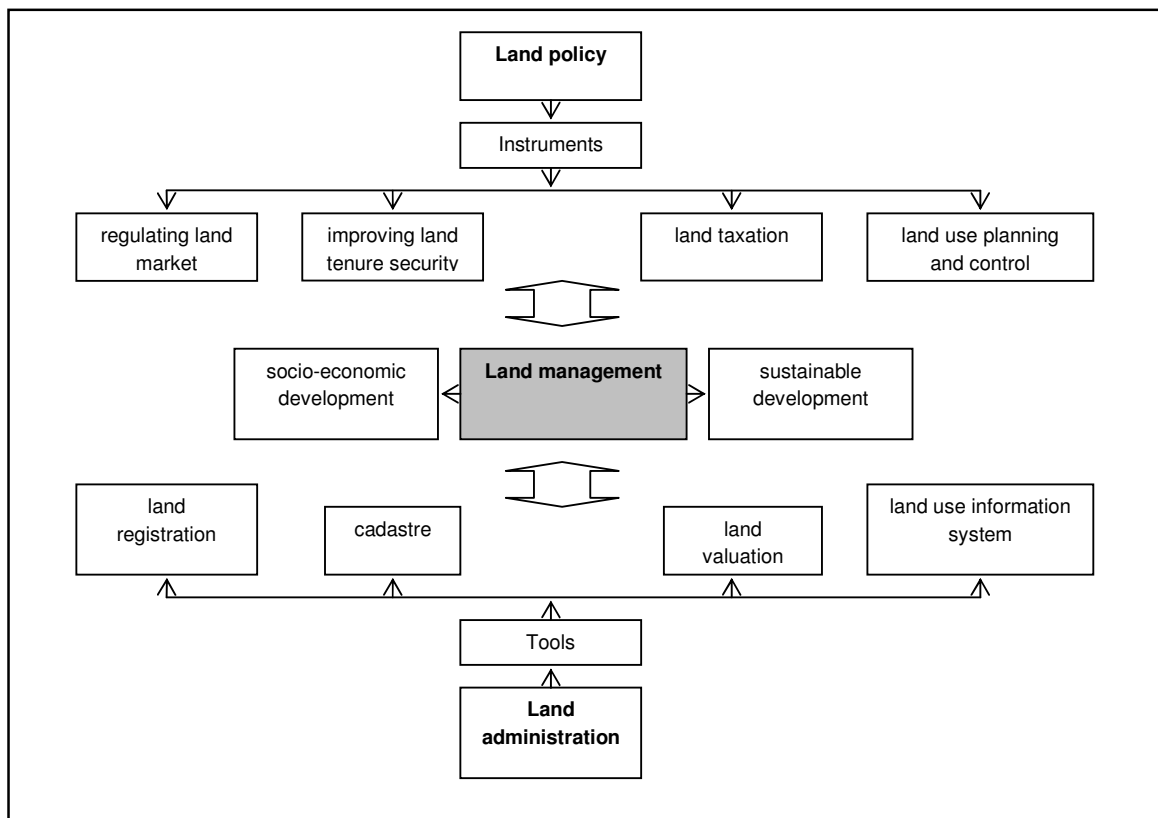 Land policy
Instruments
regulating land
market
improving land
tenure security
land taxation
land use planning
and control
socio-economic
development
Land management
sustainable
development
land
registration
cadastre
land
valuation
land use information
system
Tools
Land
administration